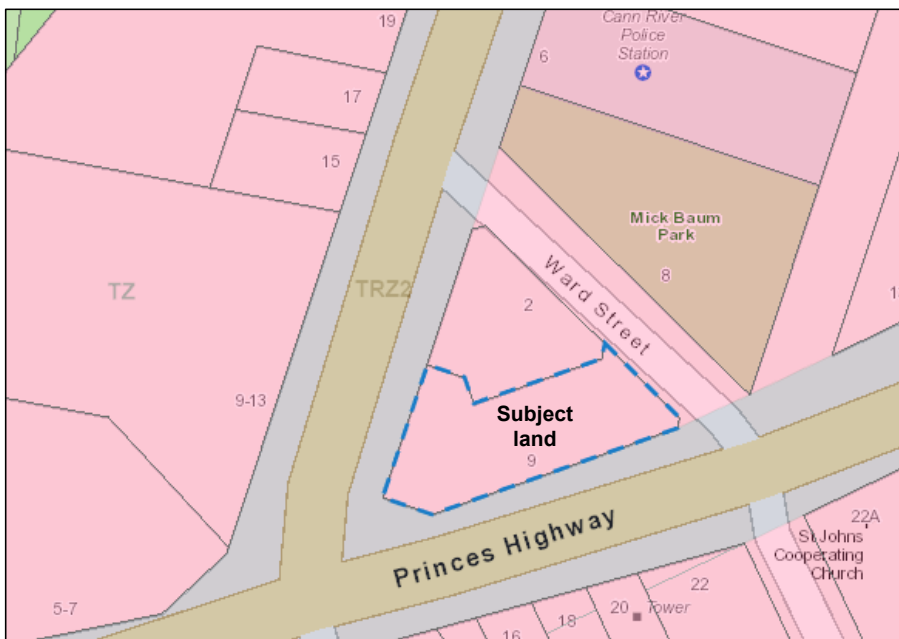 19
Cann River
Police
Station
6
17
15
Mick Baum
Park
8
TZ
TRZ2
Ward Street
2
9-13
Subject
land
9
Princes Highway
22A
St Johns
Cooperating
Church
22
5-7
20
Tower
18
16